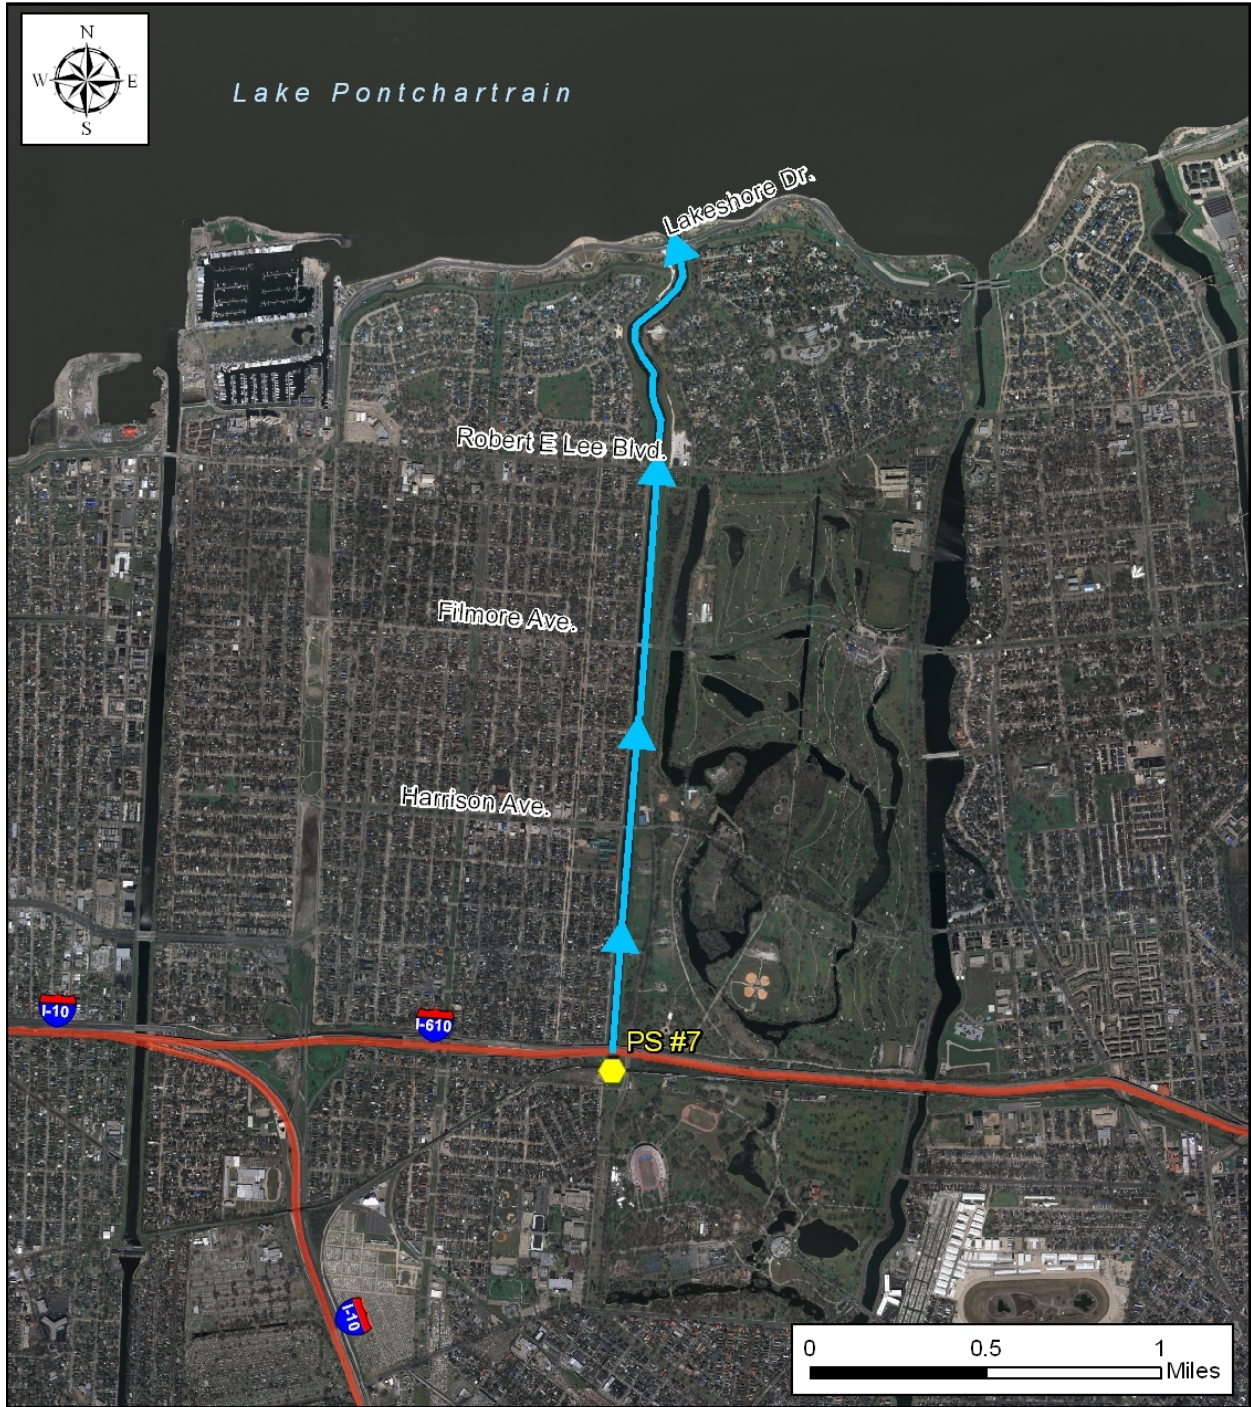 N
W E
S
Lake Pontchartrain
Lakeshore Dr.
Robert E Lee Blvd.
Filmore Ave.
Harrison Ave.
I-10
I-610
PS #7
I-10
0 0.5 1
Miles